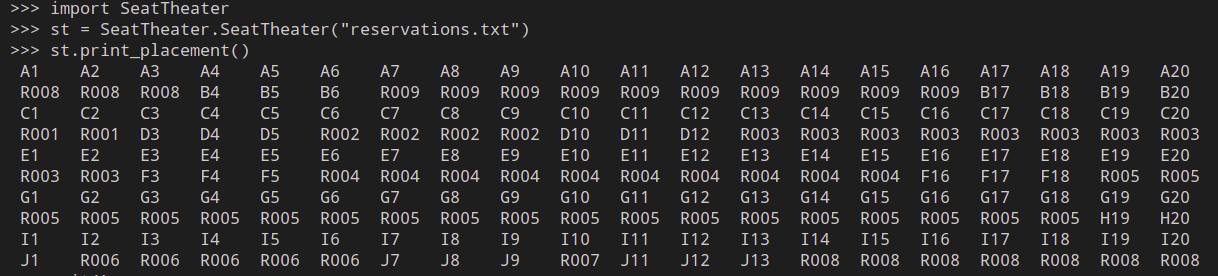 >>> import SeatTheater
>>> st = SeatTheater.SeatTheater("reservations.txt")
>>> st.print_placement()
A1 A2 A3 A4 A5 A6 A7 A8 A9 A10 A11 A12 A13 A14 A15 A16 A17 A18 A19 A20
R008 R008 R008 B4 B5 B6 R009 R009 R009 R009 R009 R009 R009 R009 R009 R009 B17 B18 B19 B20
C1 C2 C3 C4 C5 C6 C7 C8 C9 C10 C11 C12 C13 C14 C15 C16 C17 C18 C19 C20
R001 R001 D3 D4 D5 R002 R002 R002 R002 D10 D11 D12 R003 R003 R003 R003 R003 R003 R003 R003
E1 E2 E3 E4 E5 E6 E7 E8 E9 E10 E11 E12 E13 E14 E15 E16 E17 E18 E19 E20
R003 R003 F3 F4 F5 R004 R004 R004 R004 R004 R004 R004 R004 R004 R004 F16 F17 F18 R005 R005
G1 G2 G3 G4 G5 G6 G7 G8 G9 G10 G11 G12 G13 G14 G15 G16 G17 G18 G19 G20
R005 R005 R005 R005 R005 R005 R005 R005 R005 R005 R005 R005 R005 R005 R005 R005 R005 R005 H19 H20
I1 I2 I3 I4 I5 I6 I7 I8 I9 I10 I11 I12 I13 I14 I15 I16 I17 I18 I19 I20
J1 R006 R006 R006 R006 R006 J7 J8 J9 R007 J11 J12 J13 R008 R008 R008 R008 R008 R008 R008